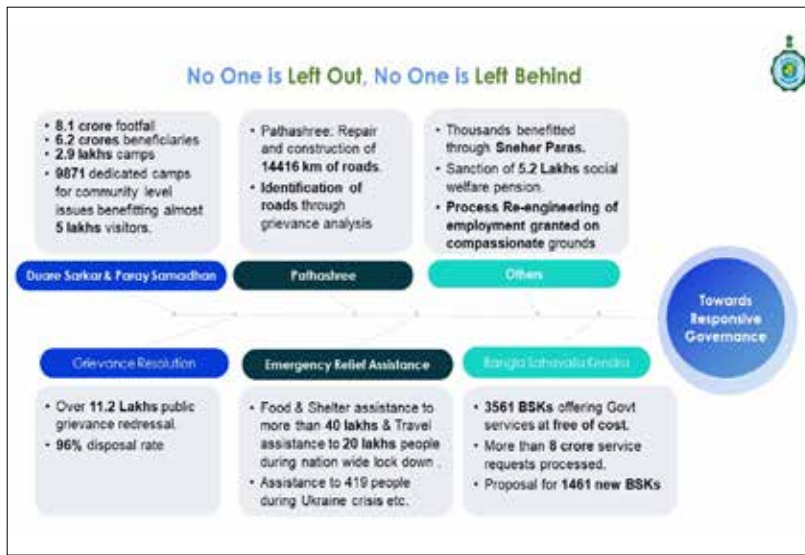 No One is Left Out, No One is Left Behind
• 8.1 crore footfall
• 6.2 crores beneficiaries
• 2.9 lakhs camps
• 9871 dedicated camps
for community level
issues benefitting almost
5 lakhs visitors.
Duare Sarkar & Paray Samadhan
• Pathashree: Repair
and construction of
14416 km of roads.
• Identification of
roads through
grievance analysis
Pathashree
• Thousands benefitted
through Sneher Paras.
• Sanction of 5.2 Lakhs social
welfare pension.
• Process Re-engineering of
employment granted on
compassionate grounds
Others
Towards
Responsive
Governance
Grievance Resolution
• Over 11.2 Lakhs public
grievance redressal.
• 96% disposal rate
Emergency Relief Assistance
• Food & Shelter assistance to
more than 40 lakhs & Travel
assistance to 20 lakhs people
during nation wide lock down .
• Assistance to 419 people
during Ukraine crisis etc.
Bangla Sahayata Kendra
• 3561 BSKs offering Govt
services at free of cost.
• More than 8 crore service
requests processed.
• Proposal for 1461 new BSKs